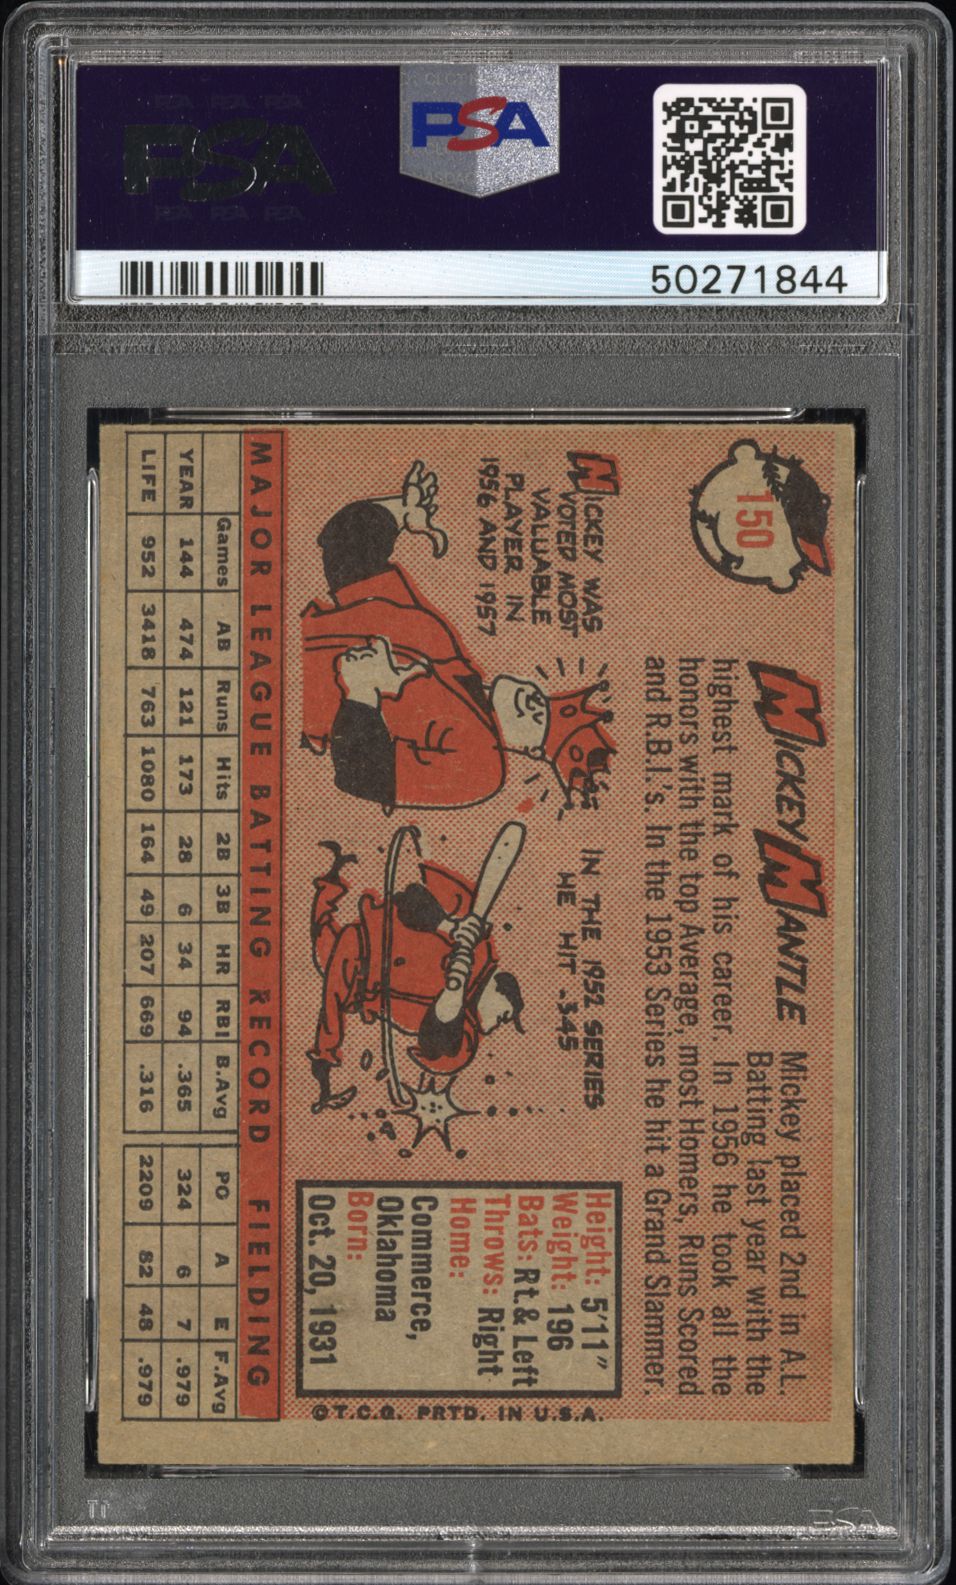 PSA
PSA
50271844
150
MICKEY MANTLE
Mickey placed 2nd in A.L.
Batting last year with the
highest mark of his career. In 1956 he took all the
honors with the top Average, most Homers, Runs Scored
and R.B.I.'s. In the 1953 Series he hit a Grand Slammer.
MICKEY WAS
VOTED MOST
VALUABLE
PLAYER IN
1956 AND 1957
IN THE 1952 SERIES
HE HIT .345
Height: 5'11"
Weight: 196
Bats: Rt. & Left
Throws: Right
Home:
Commerce,
Oklahoma
Born:
Oct. 20, 1931
©T.C.G. PRTD. IN U.S.A.
MAJOR LEAGUE BATTING RECORD FIELDING
Games AB Runs Hits 2B 3B HR RBI B.Avg PO A E F.Avg
YEAR 144 474 121 173 28 6 34 94 .365 324 6 7 .979
LIFE 952 3418 763 1080 164 49 207 669 .316 2209 82 48 .979
PSA